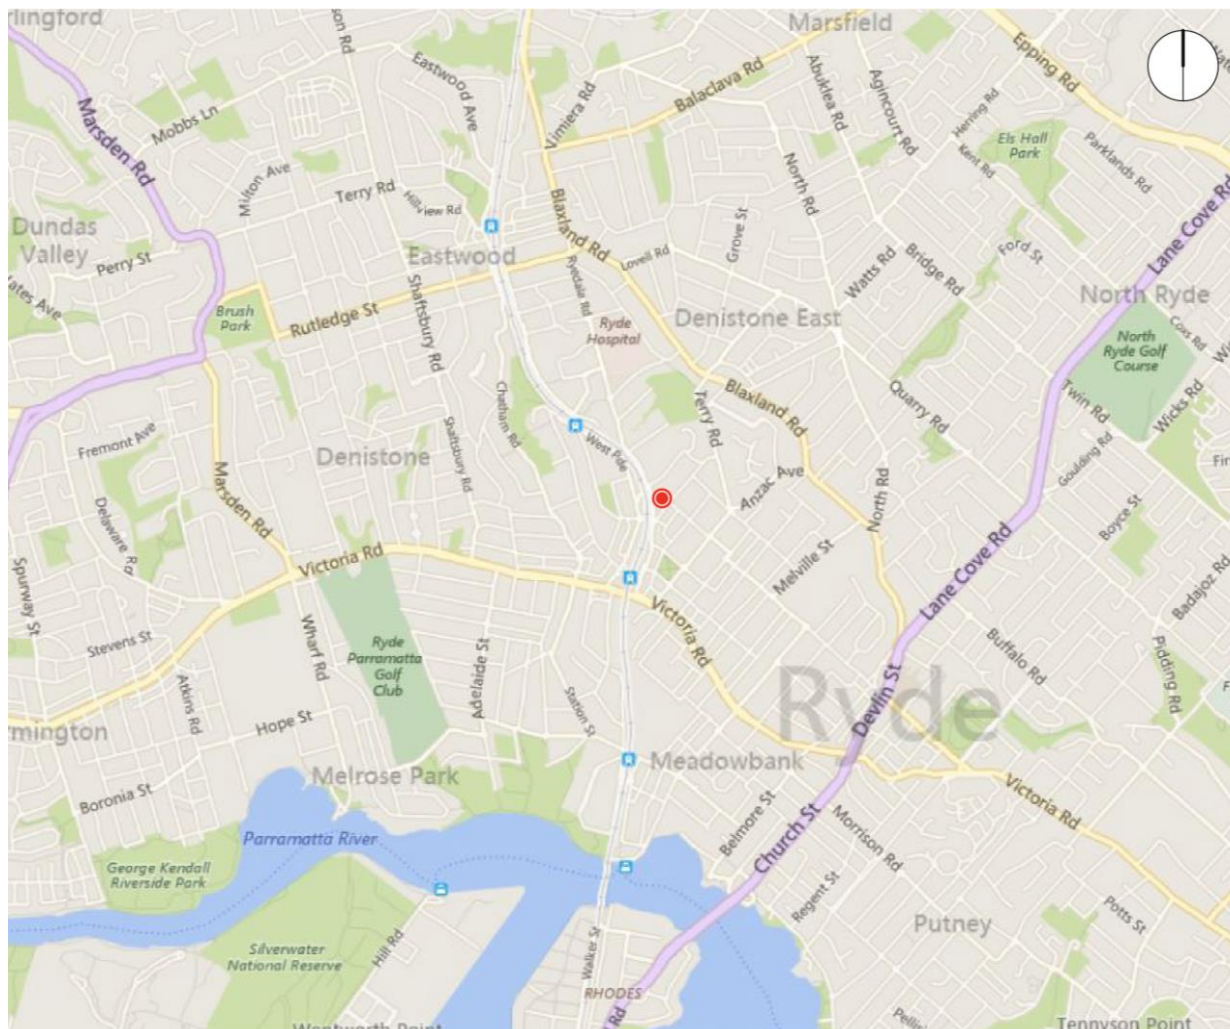 rlingford
son Rd
Marsfield
Eastwood Ave
Epping Rd
Vimiera Rd
Balaclava Rd
Abuklea Rd
Agincourt Rd
Herring Rd
Mobbs Ln
Marsden Rd
Els Hall
Park
Parklands Rd
Kent Rd
Milton Ave
Terry Rd
North Rd
Lane Cove Rd
Hillview Rd
Blaxland Rd
Grove St
Dundas
Valley
Perry St
Eastwood
Lovell Rd
Watts Rd
Bridge Rd
Ford St
Ryedale Rd
Shaftsbury Rd
North Ryde
Brush
Park
Rutledge St
Ryde
Hospital
Denistone East
Coxs Rd
North
Ryde Golf
Course
Chatham Rd
Terry Rd
Blaxland Rd
Quarry Rd
Twin Rd
Wicks Rd
Fremont Ave
Shaftsbury Rd
Denistone
West Pde
Goulding Rd
Marsden Rd
Anzac Ave
North Rd
Delaware Rd
Boyce St
Lane Cove Rd
Victoria Rd
Melville St
Spurway St
Badajoz Rd
Victoria Rd
Stevens St
Wharf Rd
Ryde
Parramatta
Golf
Club
Adelaide St
Buffalo Rd
Pidding Rd
Atkins Rd
Station St
Ryde
Devlin St
Hope St
rmington
Melrose Park
Meadowbank
Boronia St
Victoria Rd
Belmore St
Church St
Morrison Rd
Parramatta River
George Kendall
Riverside Park
Regent St
Potts St
Putney
Silverwater
National Reserve
Hill Rd
Walker St
RHODES
Wentworth Point
Rd
Tennyson Point